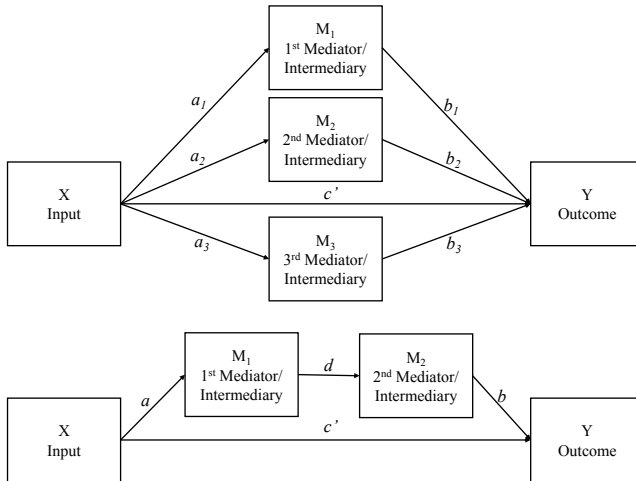 M₁
1ˢᵗ Mediator/
Intermediary
a₁
b₁
M₂
2ⁿᵈ Mediator/
Intermediary
a₂
b₂
X
Input
c’
Y
Outcome
a₃
b₃
M₃
3ʳᵈ Mediator/
Intermediary
M₁
1ˢᵗ Mediator/
Intermediary
d
M₂
2ⁿᵈ Mediator/
Intermediary
a
b
X
Input
c’
Y
Outcome